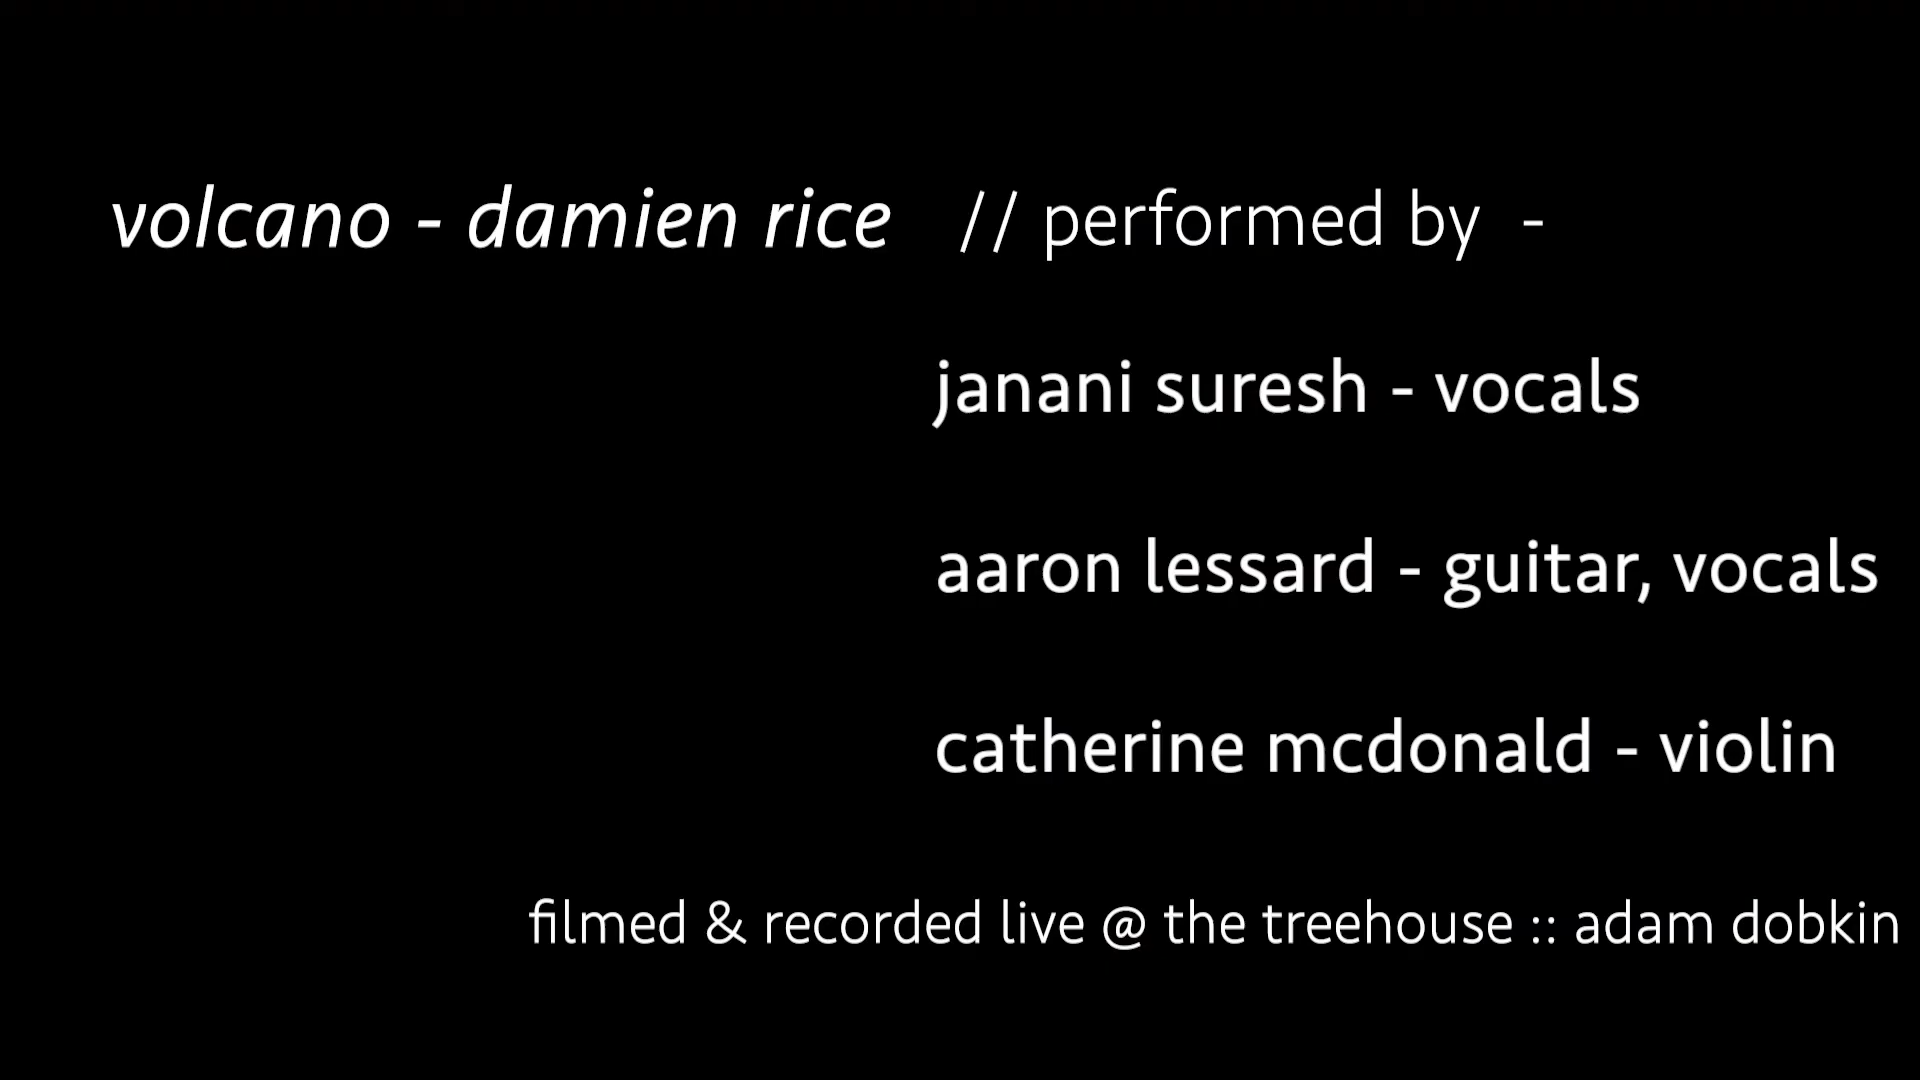 volcano - damien rice // performed by -
janani suresh - vocals
aaron lessard - guitar, vocals
catherine mcdonald - violin
filmed & recorded live @ the treehouse :: adam dobkin